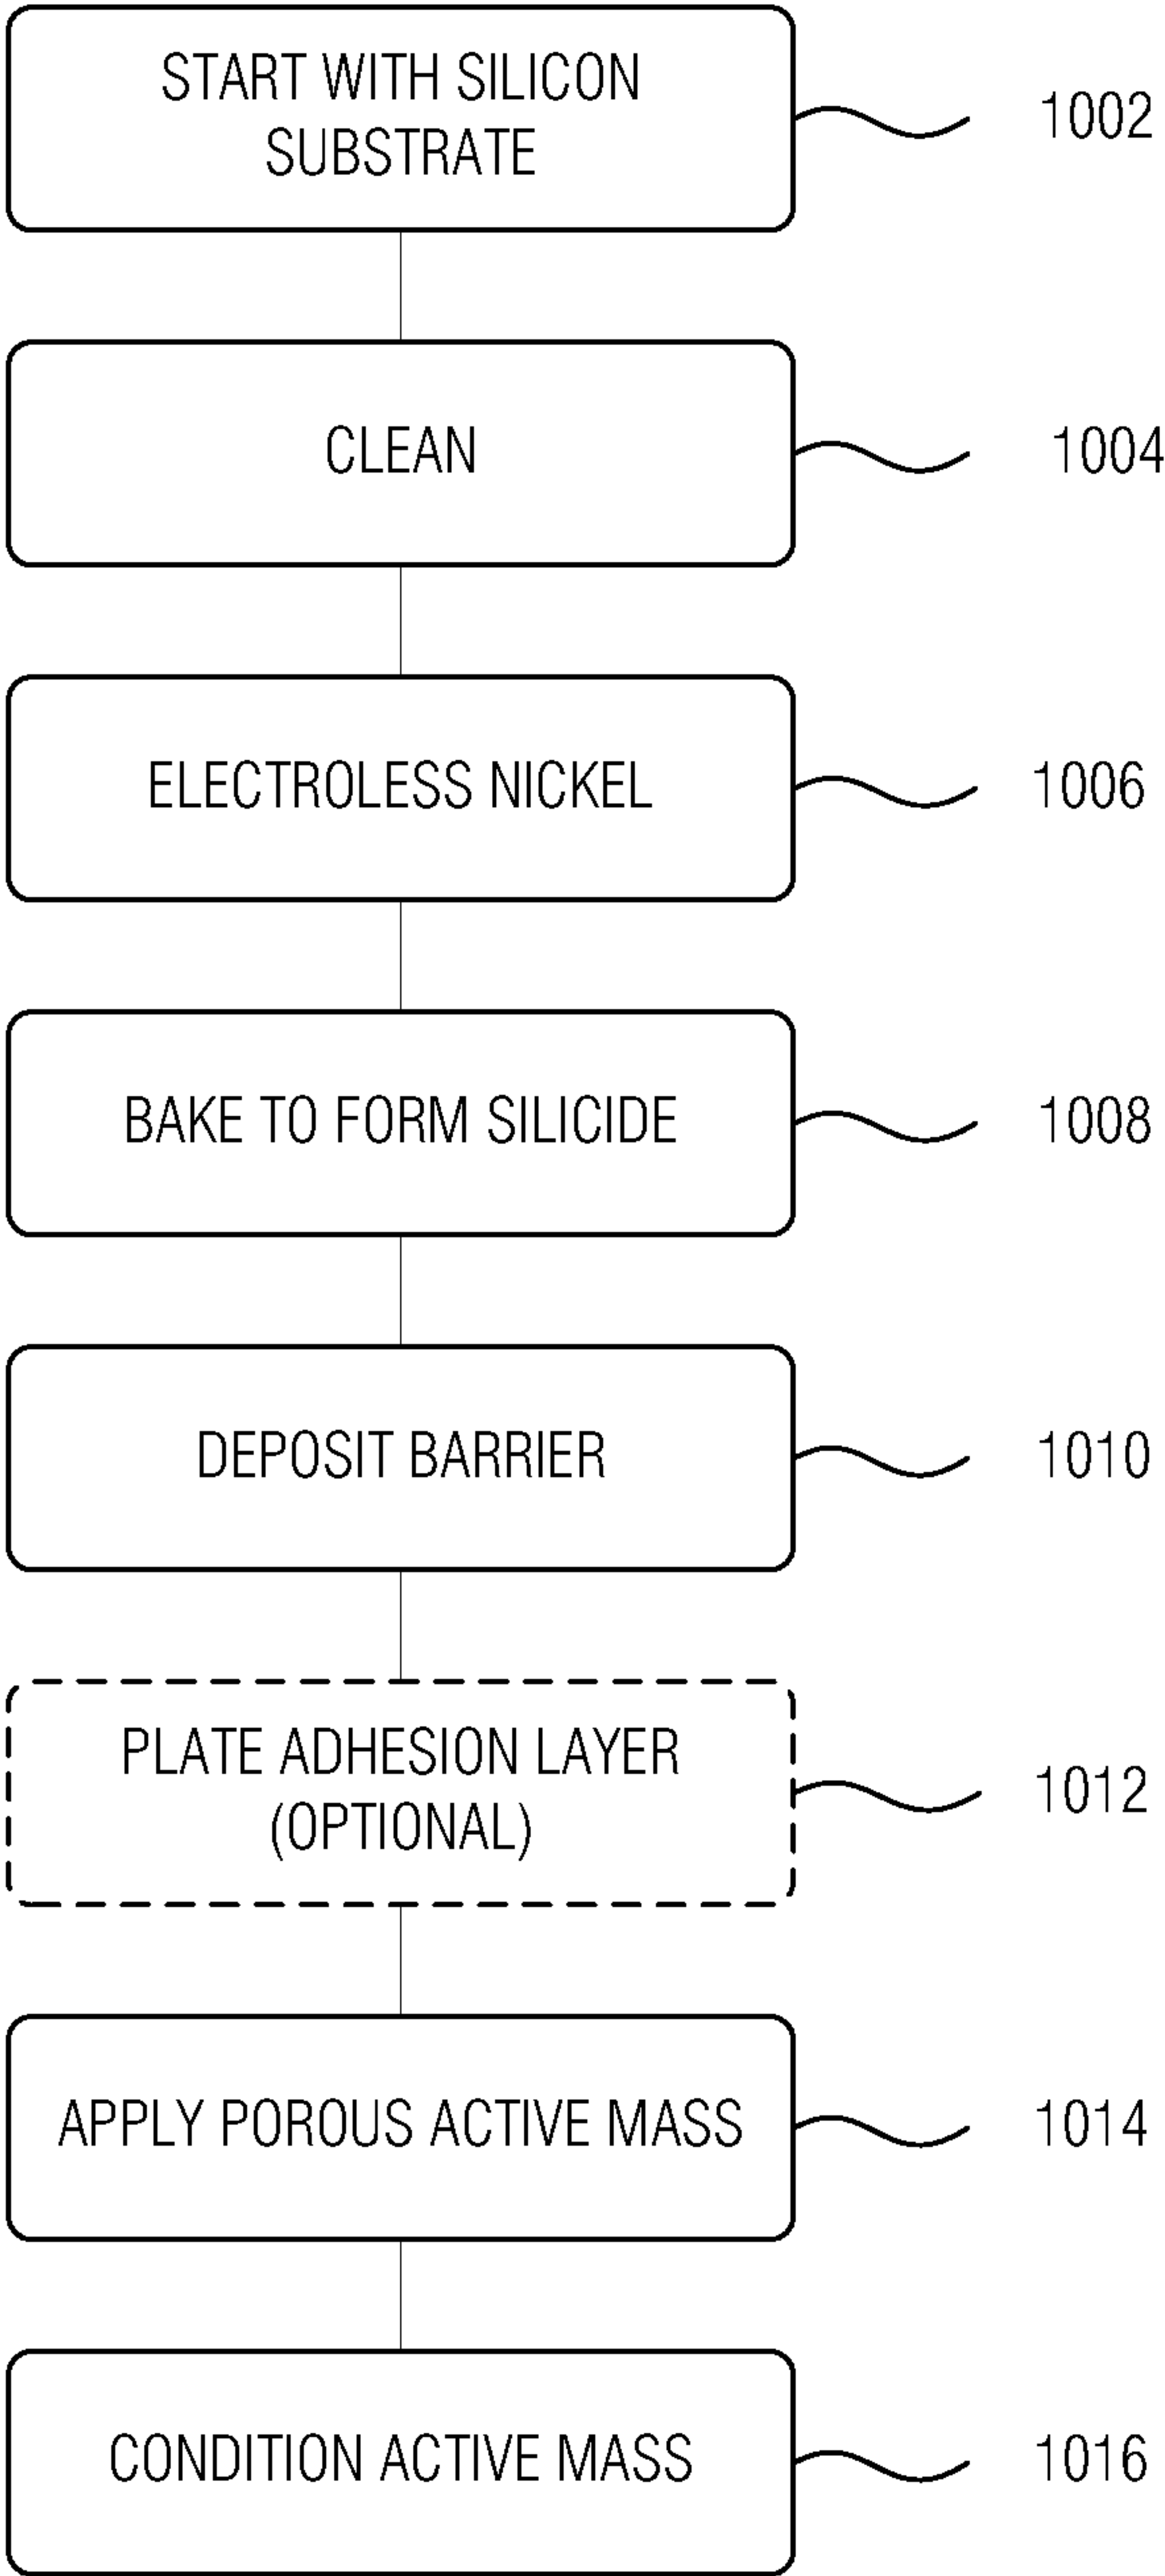 START WITH SILICON
SUBSTRATE
1002
CLEAN
1004
ELECTROLESS NICKEL
1006
BAKE TO FORM SILICIDE
1008
DEPOSIT BARRIER
1010
PLATE ADHESION LAYER
(OPTIONAL)
1012
APPLY POROUS ACTIVE MASS
1014
CONDITION ACTIVE MASS
1016